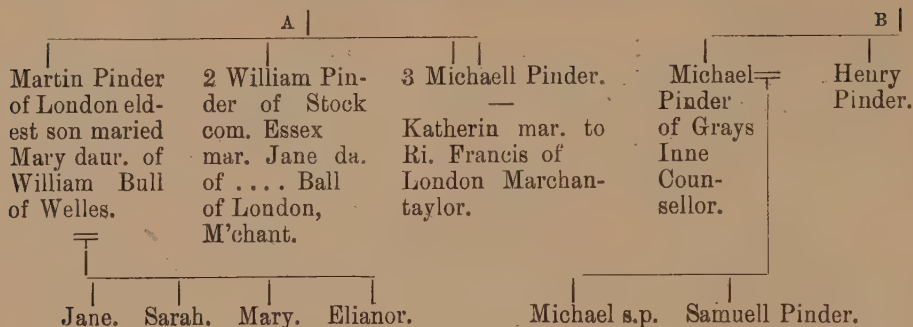 A
B
Martin Pinder
of London eld-
est son maried
Mary daur. of
William Bull
of Welles.
2 William Pin-
der of Stock
com. Essex
mar. Jane da.
of .... Ball
of London,
M'chant.
3 Michaell Pinder.
—
Katherin mar. to
Ri. Francis of
London Marchan-
taylor.
Michael
Pinder
of Grays
Inne
Coun-
sellor.
Henry
Pinder.
Jane. Sarah. Mary. Elianor.
Michael s.p. Samuell Pinder.